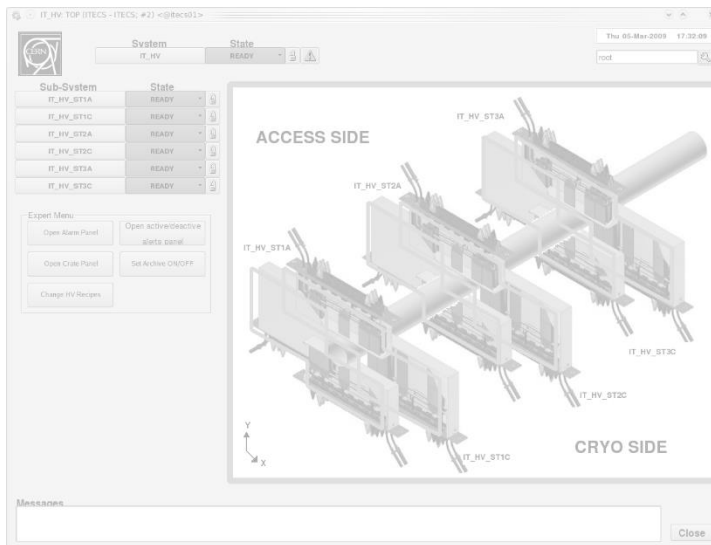 IT_HV: TOP (ITECS - ITECS; #2) <@itecs01>
Thu 05-Mar-2009 17:32:09
System State
IT_HV READY
root
Sub-System State
IT_HV_ST1A READY
IT_HV_ST1C READY
IT_HV_ST2A READY
IT_HV_ST2C READY
IT_HV_ST3A READY
IT_HV_ST3C READY
Expert Menu
Open Alarm Panel
Open active/deactive
alerts panel
Open Crate Panel
Set Archive ON/OFF
Change HV Recipes
ACCESS SIDE
IT_HV_ST3A
IT_HV_ST2A
IT_HV_ST1A
IT_HV_ST3C
IT_HV_ST2C
IT_HV_ST1C
CRYO SIDE
Y
X
Messages
Close